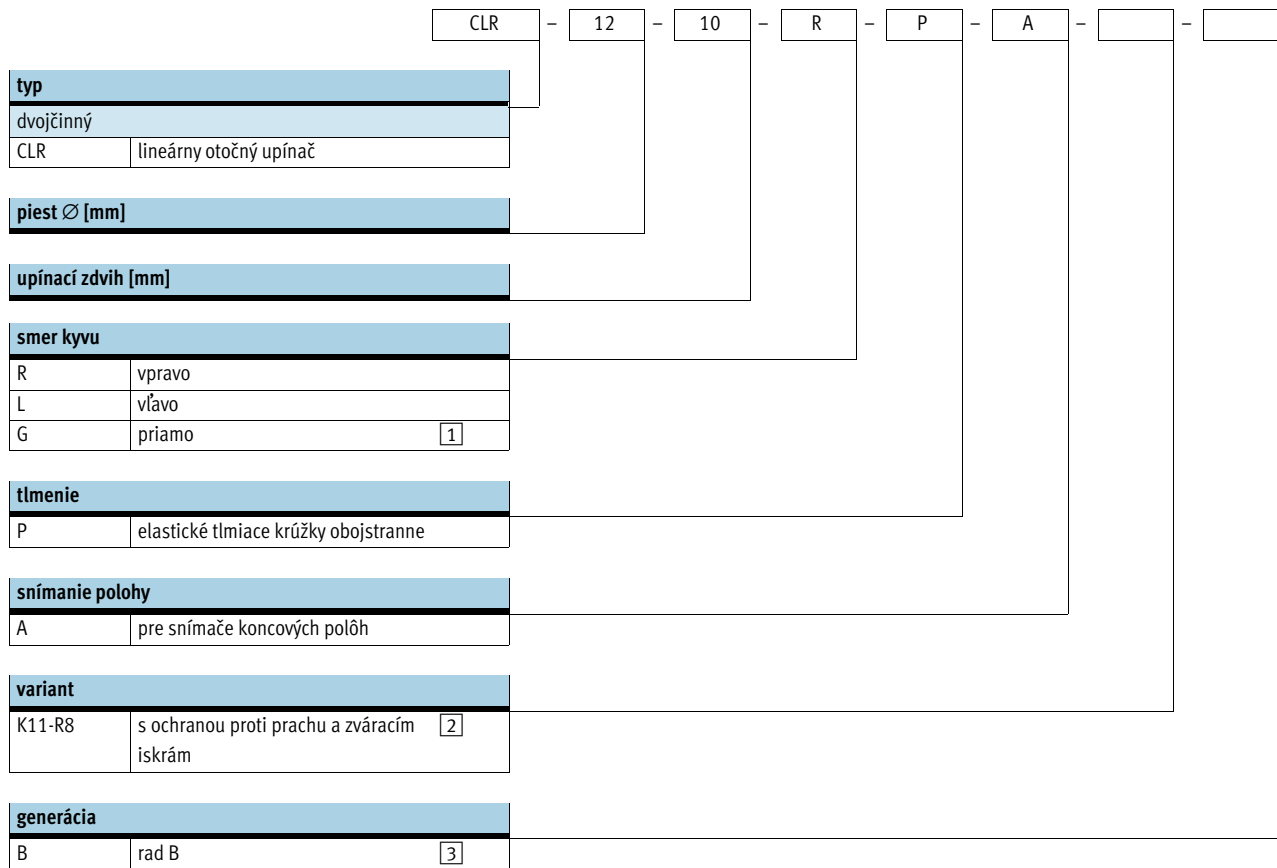 CLR – 12 – 10 – R – P – A – –
typ
dvojčinný
CLR lineárny otočný upínač
piest ∅ [mm]
upínací zdvih [mm]
smer kyvu
R vpravo
L vľavo
G priamo 1
tlmenie
P elastické tlmiace krúžky obojstranne
snímanie polohy
A pre snímače koncových polôh
variant
K11-R8 s ochranou proti prachu a zváracím 2
iskrám
generácia
B rad B 3